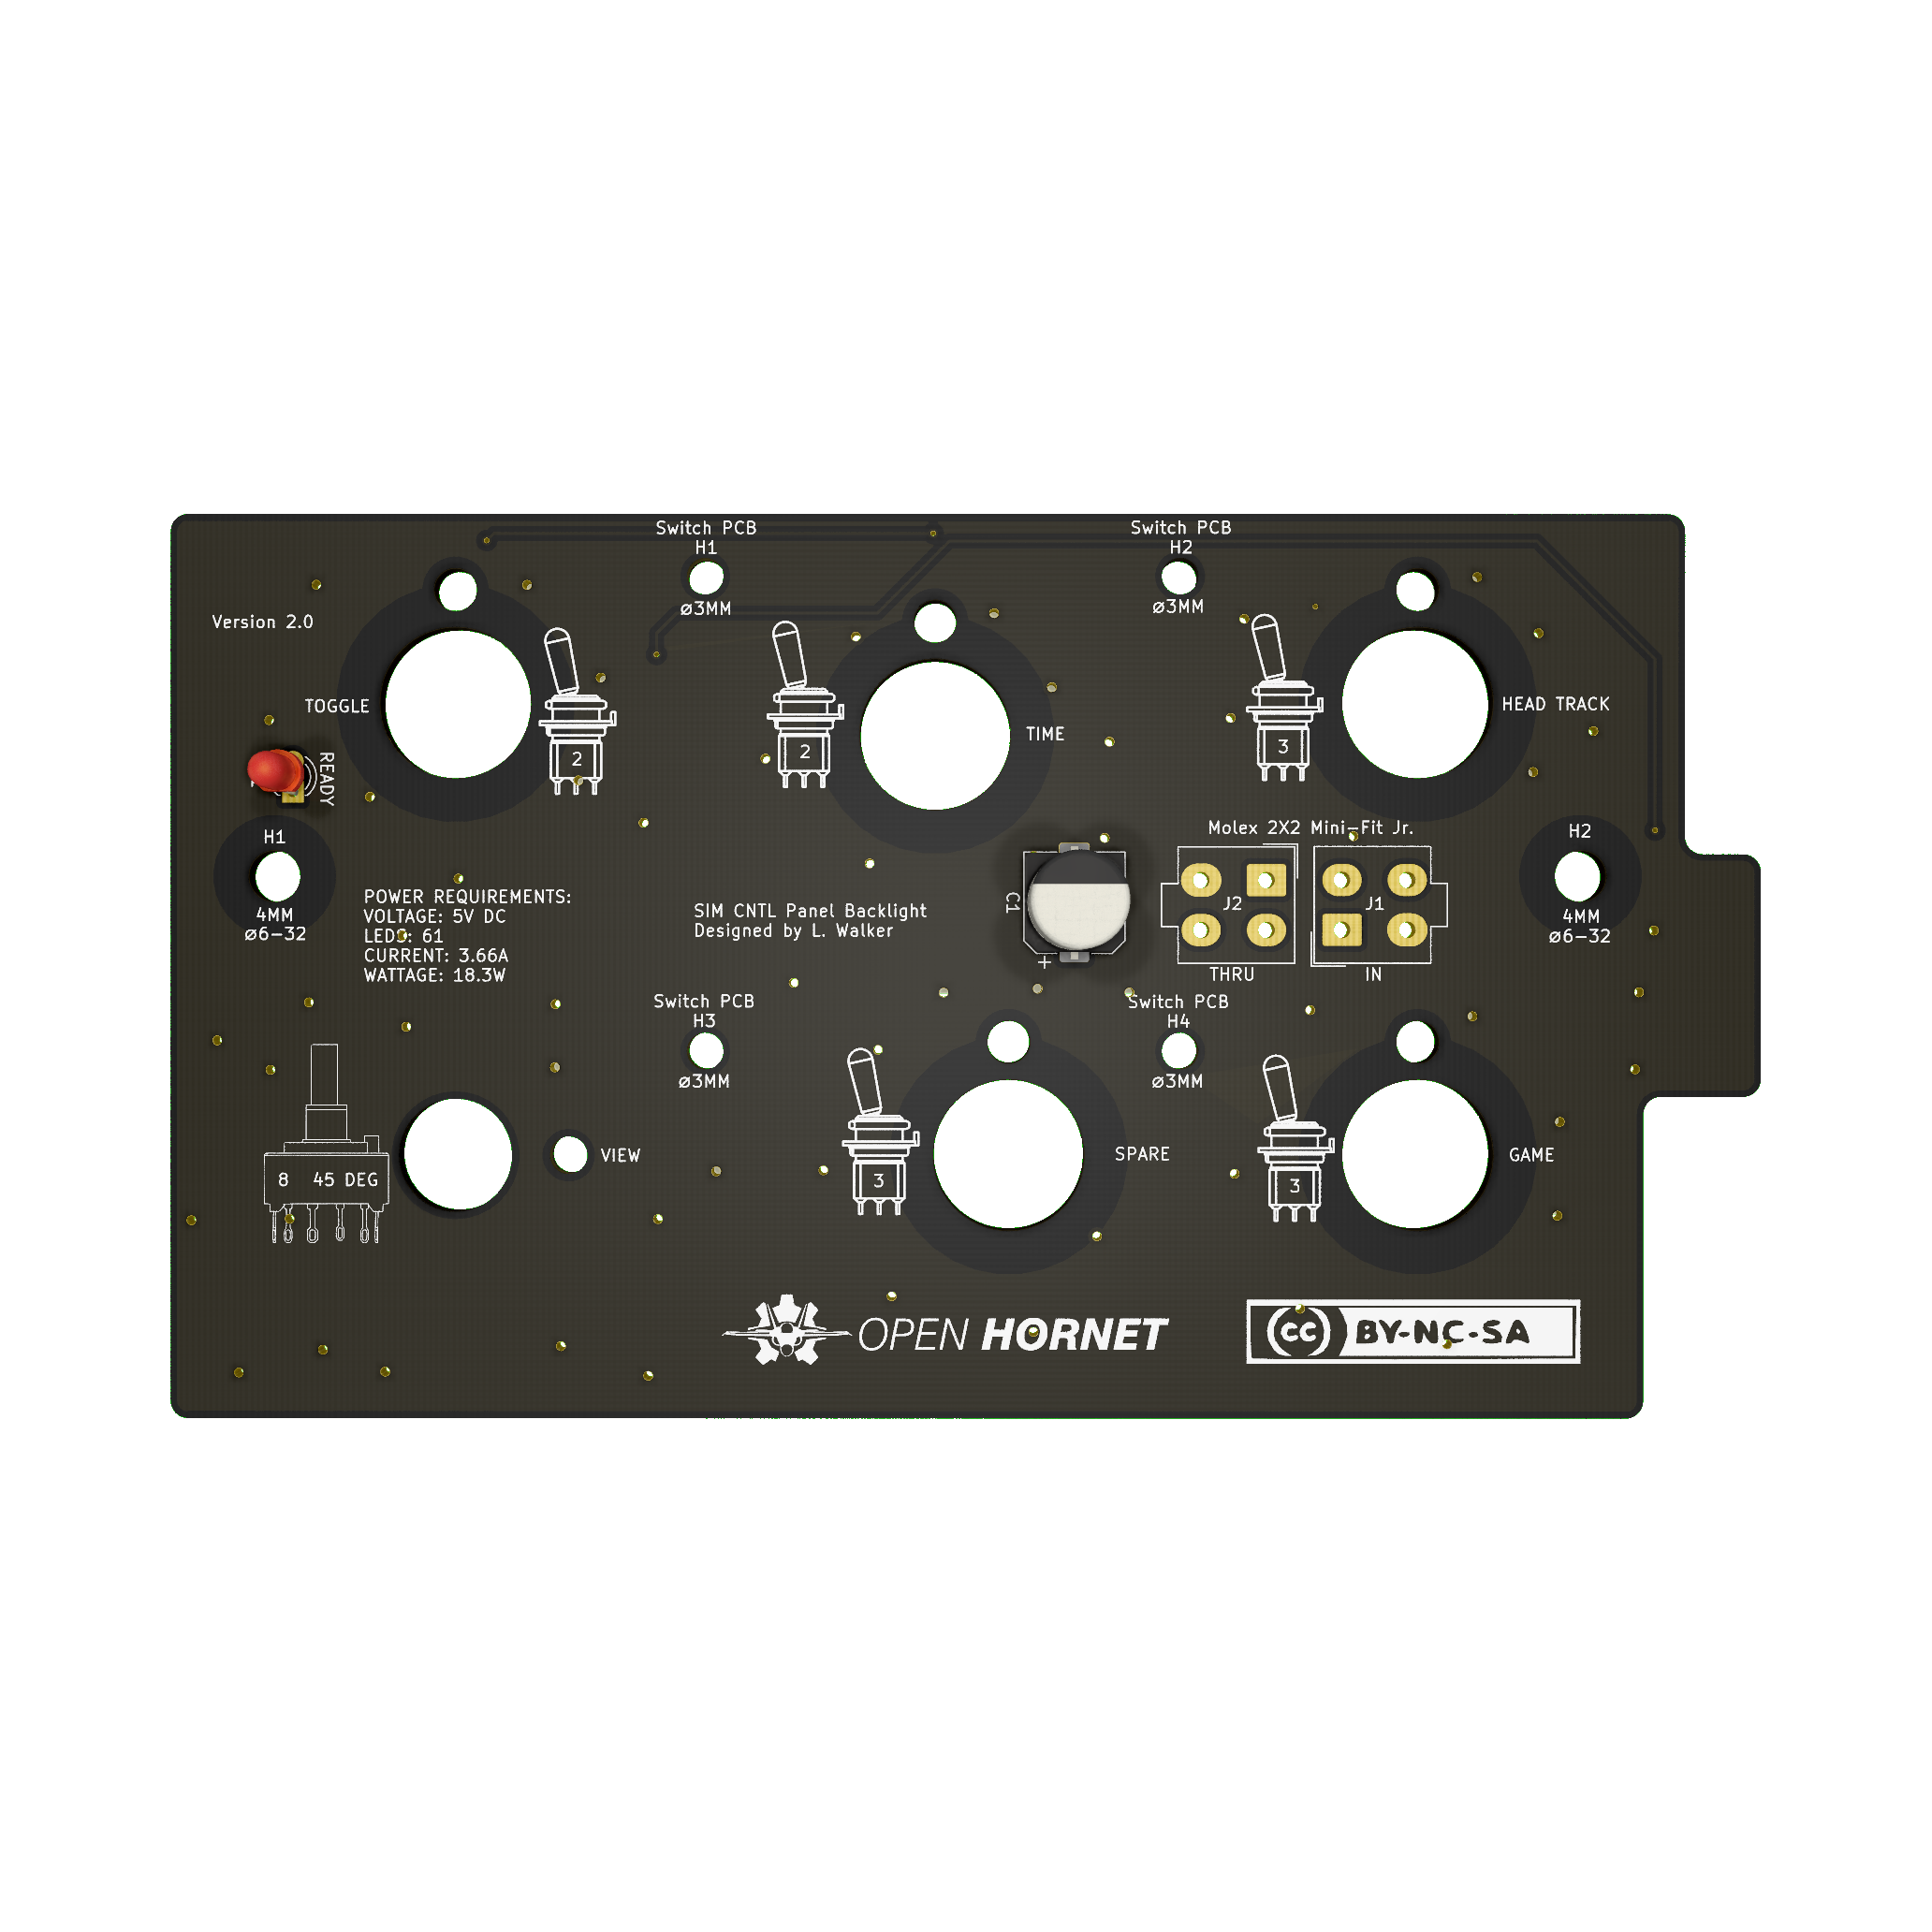 Switch PCB
H1
ø3MM
Switch PCB
H2
ø3MM
Version 2.0
TOGGLE
2
2
TIME
3
HEAD TRACK
READY
H1
4MM
ø6-32
POWER REQUIREMENTS:
VOLTAGE: 5V DC
LEDS: 61
CURRENT: 3.66A
WATTAGE: 18.3W
SIM CNTL Panel Backlight
Designed by L. Walker
C1
+
Molex 2X2 Mini-Fit Jr.
J2
J1
THRU
IN
H2
4MM
ø6-32
Switch PCB
H3
ø3MM
Switch PCB
H4
ø3MM
8 45 DEG
VIEW
3
SPARE
3
GAME
OPEN HORNET
cc BY-NC-SA